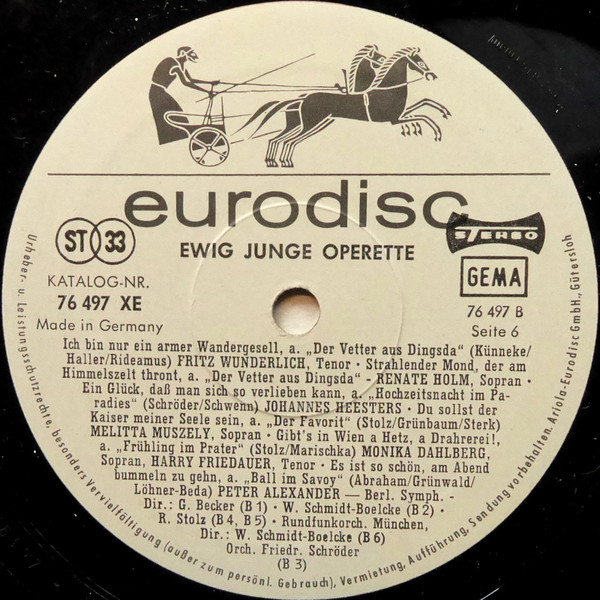 eurodisc
ST 33
STEREO
EWIG JUNGE OPERETTE
GEMA
KATALOG-NR.
76 497 XE
76 497 B
Made in Germany
Seite 6
Ich bin nur ein armer Wandergesell, a. „Der Vetter aus Dingsda" (Künneke/
Haller/Rideamus) FRITZ WUNDERLICH, Tenor · Strahlender Mond, der am
Himmelszelt thront, a. „Der Vetter aus Dingsda" - RENATE HOLM, Sopran ·
Ein Glück, daß man sich so verlieben kann, a. „Hochzeitsnacht im Pa-
radies" (Schröder/Schwenn) JOHANNES HEESTERS · Du sollst der
Kaiser meiner Seele sein, a. „Der Favorit" (Stolz/Grünbaum/Sterk)
MELITTA MUSZELY, Sopran · Gibt's in Wien a Hetz, a Drahrerei!,
a. „Frühling im Prater" (Stolz/Marischka) MONIKA DAHLBERG,
Sopran, HARRY FRIEDAUER, Tenor · Es ist so schön, am Abend
bummeln zu gehn, a. „Ball im Savoy" (Abraham/Grünwald/
Löhner-Beda) PETER ALEXANDER — Berl. Symph. -
Dir.: G. Becker (B 1) · W. Schmidt-Boelcke (B 2) ·
R. Stolz (B 4, B 5) · Rundfunkorch. München,
Dir.: W. Schmidt-Boelcke (B 6)
Orch. Friedr. Schröder
(B 3)
Urheber- u. Leistungsschutzrechte, besonders Vervielfältigung (außer zum persönl. Gebrauch), Vermietung, Aufführung, Sendung vorbehalten. Ariola-Eurodisc GmbH., Gütersloh